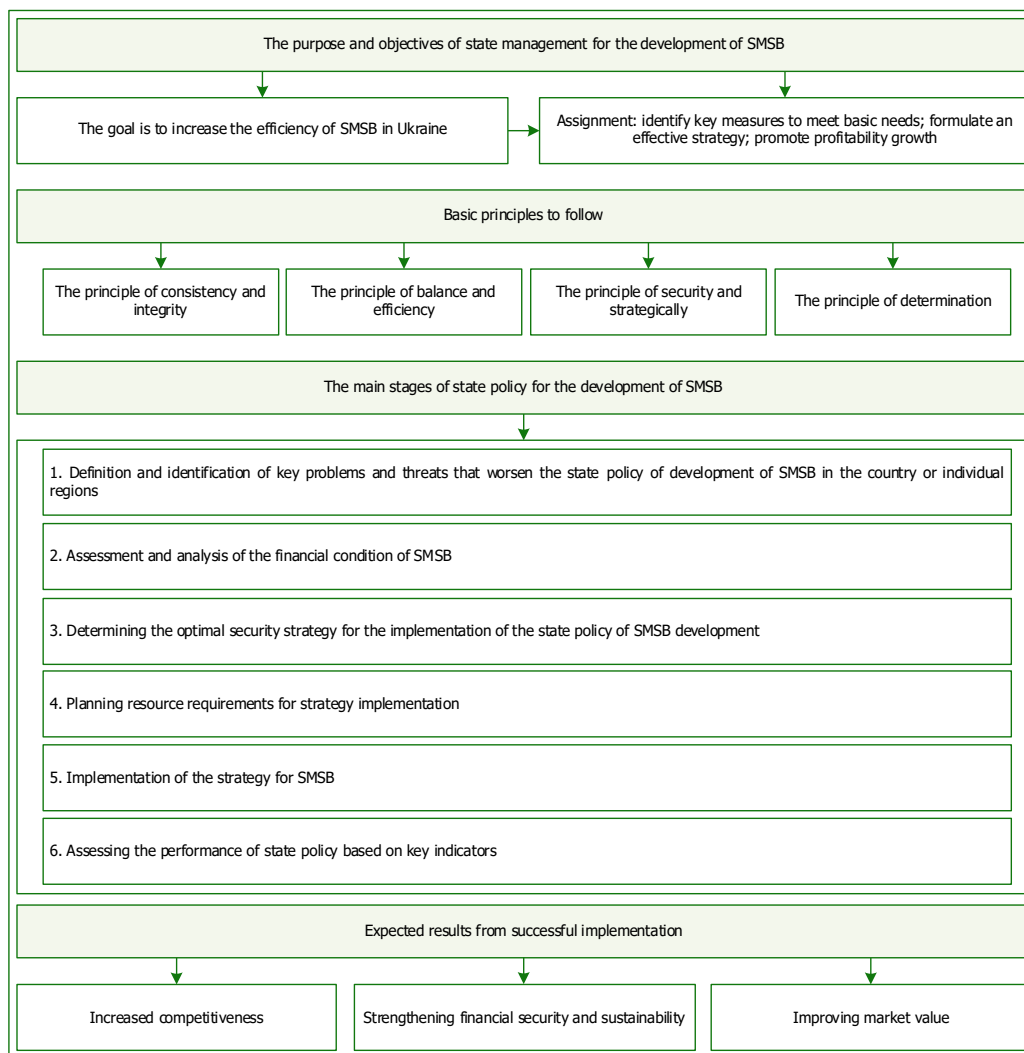 The purpose and objectives of state management for the development of SMSB
The goal is to increase the efficiency of SMSB in Ukraine
Assignment: identify key measures to meet basic needs; formulate an
effective strategy; promote profitability growth
Basic principles to follow
The principle of consistency and
integrity
The principle of balance and
efficiency
The principle of security and
strategically
The principle of determination
The main stages of state policy for the development of SMSB
1. Definition and identification of key problems and threats that worsen the state policy of development of SMSB in the country or individual
regions
2. Assessment and analysis of the financial condition of SMSB
3. Determining the optimal security strategy for the implementation of the state policy of SMSB development
4. Planning resource requirements for strategy implementation
5. Implementation of the strategy for SMSB
6. Assessing the performance of state policy based on key indicators
Expected results from successful implementation
Increased competitiveness
Strengthening financial security and sustainability
Improving market value